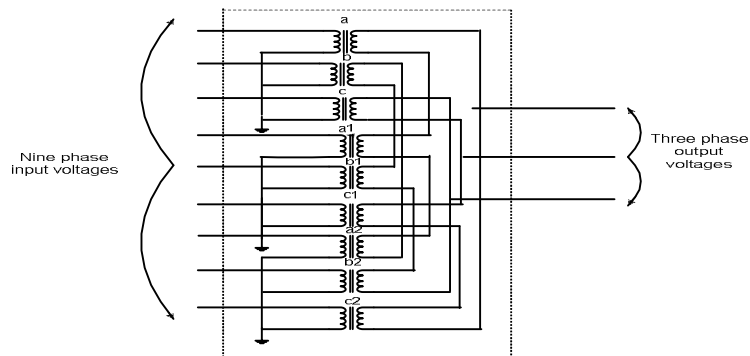 a
b
c
a1
b1
c1
a2
b2
c2
Nine phase
input voltages
Three phase
output
voltages